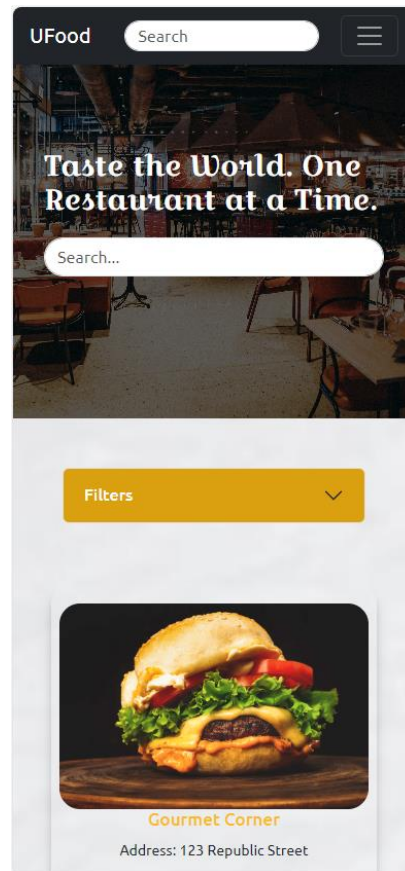 UFood
Search
Taste the World. One
Restaurant at a Time.
Search...
Filters
Gourmet Corner
Address: 123 Republic Street